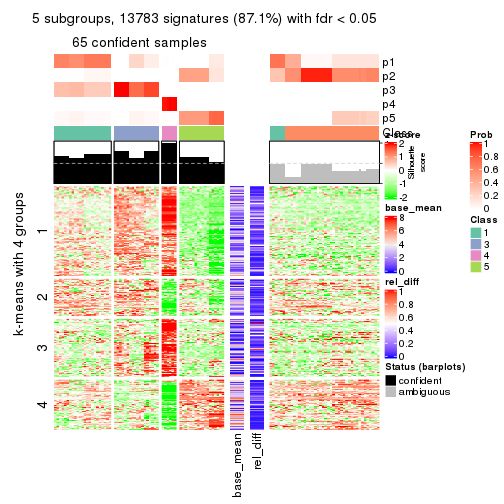 5 subgroups, 13783 signatures (87.1%) with fdr < 0.05
65 confident samples
p1
p2
p3
p4
p5
Class
k-means with 4 groups
1
2
3
4
base_mean
rel_diff
z-score
2
1
0
-1
-2
Silhouette
score
base_mean
8
6
4
2
0
rel_diff
1
0.8
0.6
0.4
0.2
0
Status (barplots)
confident
ambiguous
Prob
1
0.8
0.6
0.4
0.2
0
Class
1
3
4
5